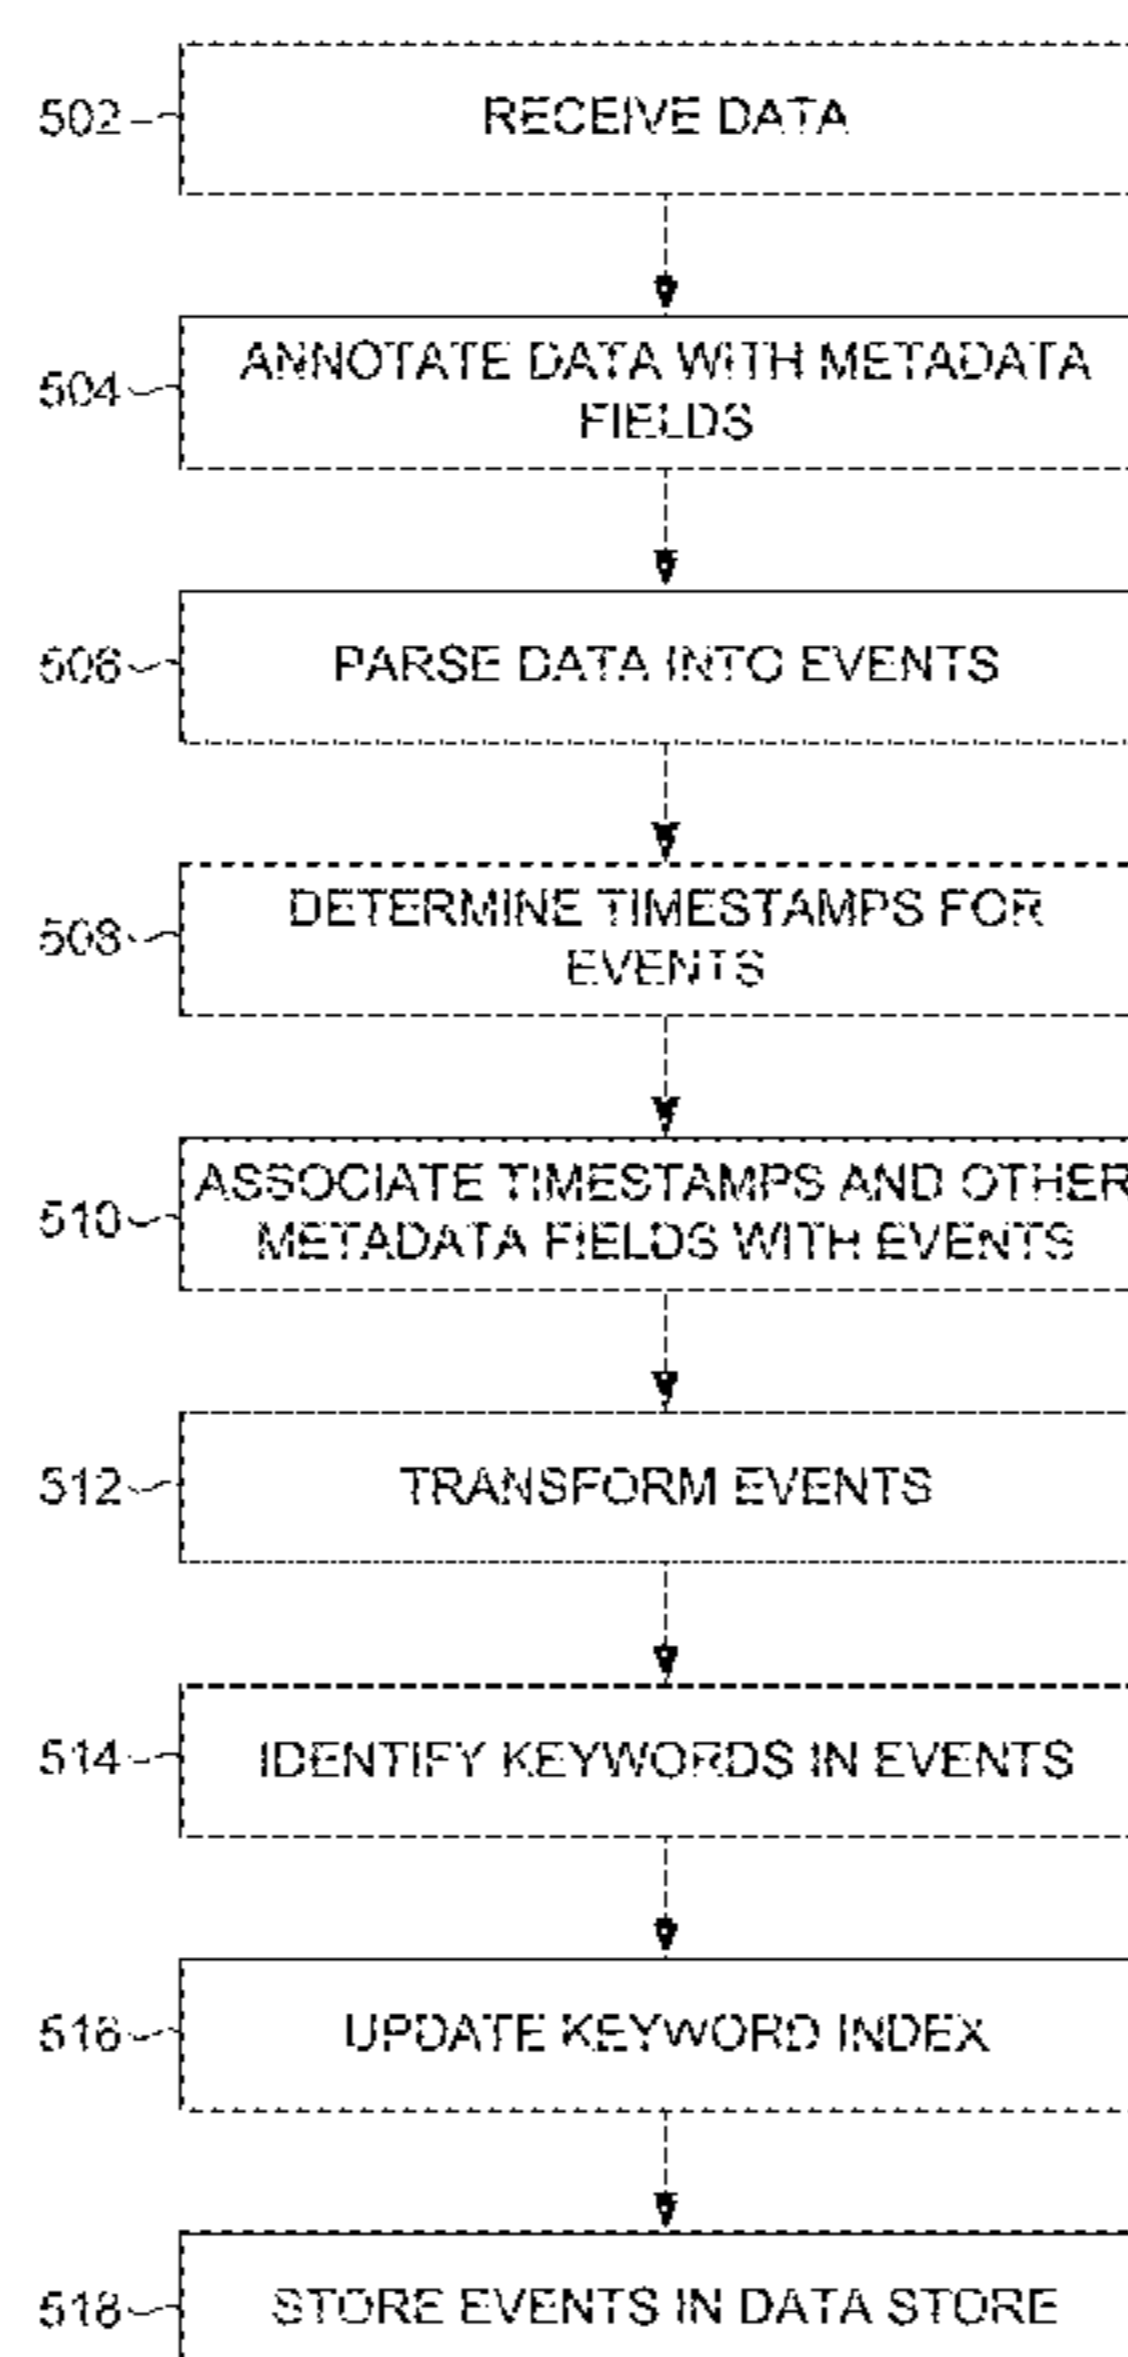 502
RECEIVE DATA
504
ANNOTATE DATA WITH METADATA
FIELDS
506
PARSE DATA INTO EVENTS
508
DETERMINE TIMESTAMPS FOR
EVENTS
510
ASSOCIATE TIMESTAMPS AND OTHER
METADATA FIELDS WITH EVENTS
512
TRANSFORM EVENTS
514
IDENTIFY KEYWORDS IN EVENTS
516
UPDATE KEYWORD INDEX
518
STORE EVENTS IN DATA STORE